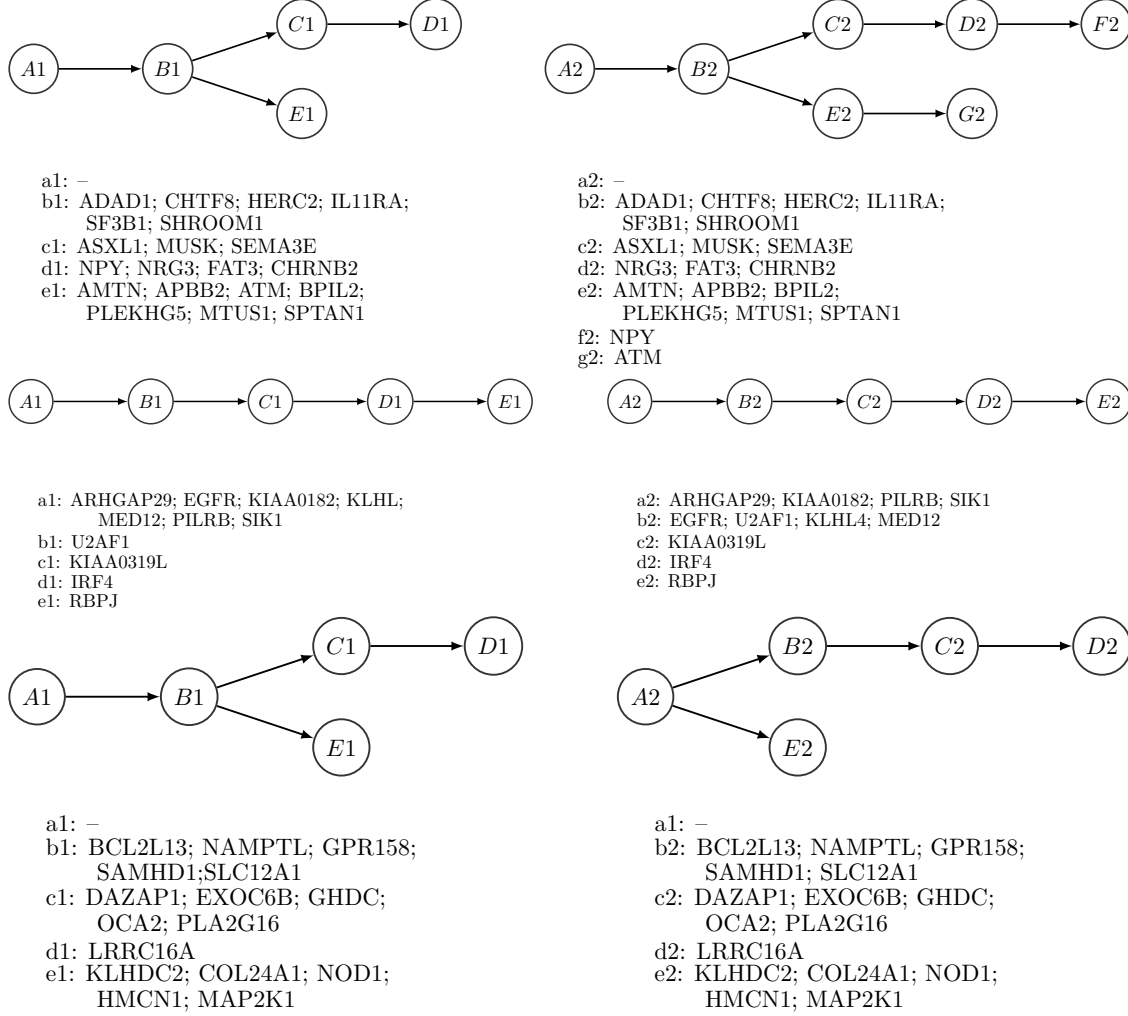 C1 D1
A1 B1
E1
a1: –
b1: ADAD1; CHTF8; HERC2; IL11RA;
SF3B1; SHROOM1
c1: ASXL1; MUSK; SEMA3E
d1: NPY; NRG3; FAT3; CHRNB2
e1: AMTN; APBB2; ATM; BPIL2;
PLEKHG5; MTUS1; SPTAN1
C2 D2 F2
A2 B2
E2 G2
a2: –
b2: ADAD1; CHTF8; HERC2; IL11RA;
SF3B1; SHROOM1
c2: ASXL1; MUSK; SEMA3E
d2: NRG3; FAT3; CHRNB2
e2: AMTN; APBB2; BPIL2;
PLEKHG5; MTUS1; SPTAN1
f2: NPY
g2: ATM
A1 B1 C1 D1 E1
a1: ARHGAP29; EGFR; KIAA0182; KLHL;
MED12; PILRB; SIK1
b1: U2AF1
c1: KIAA0319L
d1: IRF4
e1: RBPJ
A2 B2 C2 D2 E2
a2: ARHGAP29; KIAA0182; PILRB; SIK1
b2: EGFR; U2AF1; KLHL4; MED12
c2: KIAA0319L
d2: IRF4
e2: RBPJ
C1 D1
A1 B1
E1
a1: –
b1: BCL2L13; NAMPTL; GPR158;
SAMHD1;SLC12A1
c1: DAZAP1; EXOC6B; GHDC;
OCA2; PLA2G16
d1: LRRC16A
e1: KLHDC2; COL24A1; NOD1;
HMCN1; MAP2K1
B2 C2 D2
A2
E2
a1: –
b2: BCL2L13; NAMPTL; GPR158;
SAMHD1; SLC12A1
c2: DAZAP1; EXOC6B; GHDC;
OCA2; PLA2G16
d2: LRRC16A
e2: KLHDC2; COL24A1; NOD1;
HMCN1; MAP2K1